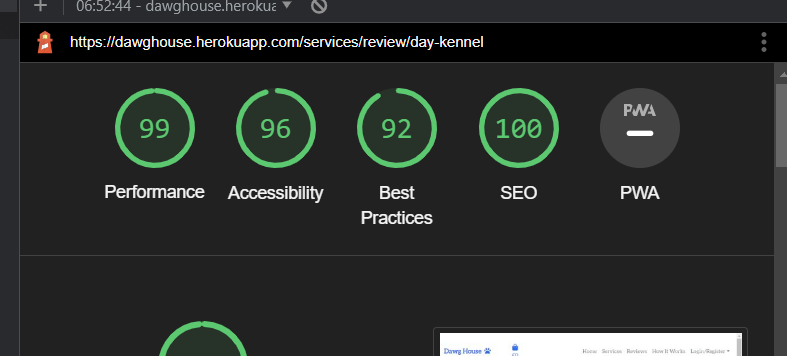 06:52:44 - dawghouse.heroku
https://dawghouse.herokuapp.com/services/review/day-kennel
99 96 92 100 PWA
Performance Accessibility Best Practices SEO PWA
Dawg House Home Services Reviews How It Works Login/Register